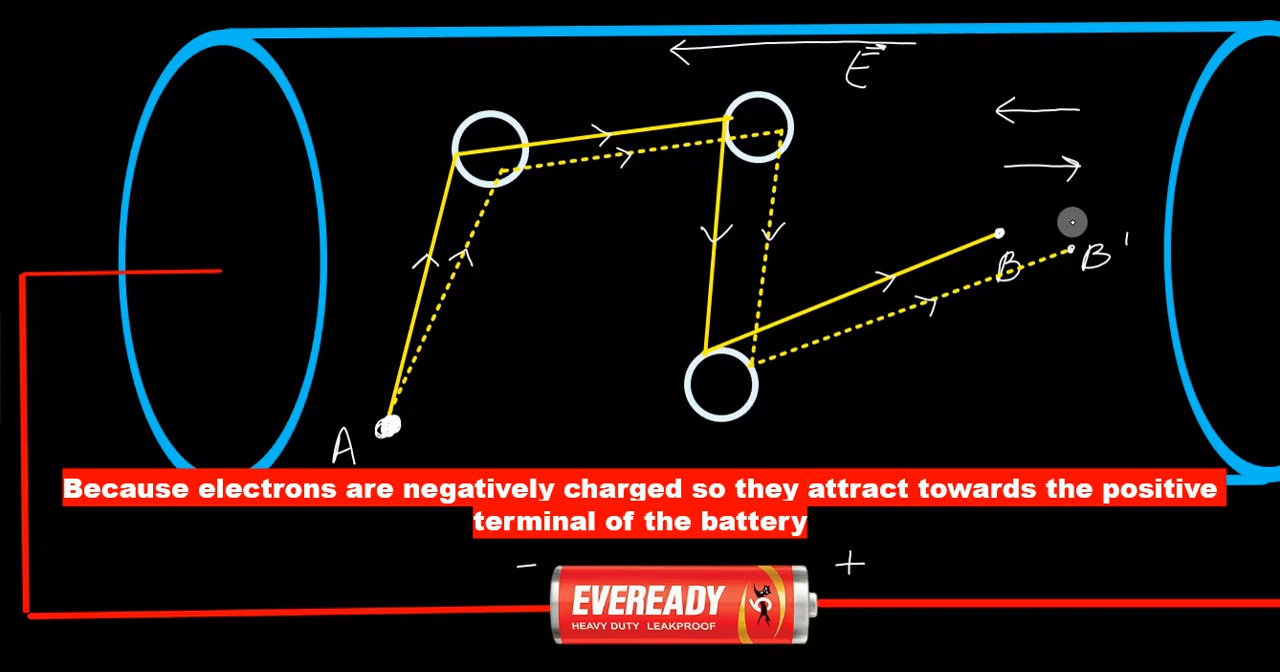 E
B
B'
A
Because electrons are negatively charged so they attract towards the positive
terminal of the battery
- +
EVEREADY
HEAVY DUTY LEAKPROOF